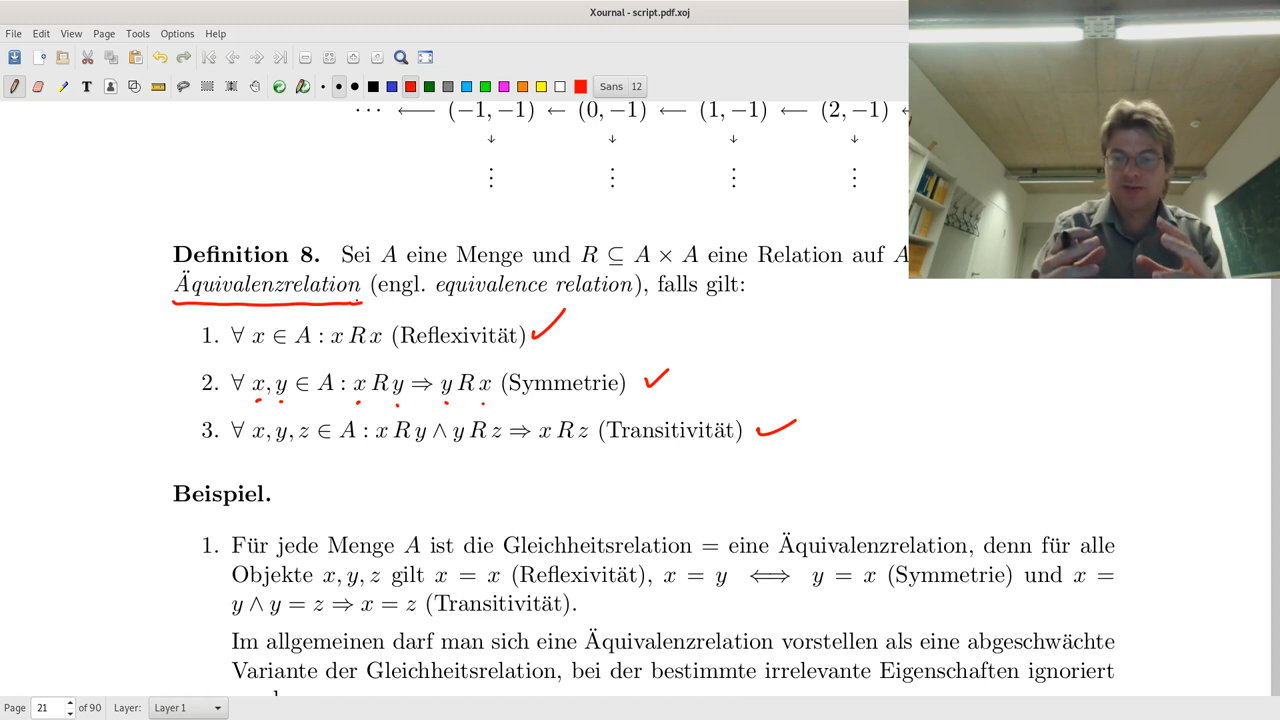 Xournal - script.pdf.xoj
File Edit View Page Tools Options Help
Sans 12
··· ⟵ (−1, −1) ← (0, −1) ⟵ (1, −1) ⟵ (2, −1) ←
↓ ↓ ↓ ↓
⋮ ⋮ ⋮ ⋮
Definition 8. Sei A eine Menge und R ⊆ A × A eine Relation auf A
Äquivalenzrelation (engl. equivalence relation), falls gilt:
1. ∀ x ∈ A : x R x (Reflexivität)
2. ∀ x, y ∈ A : x R y ⇒ y R x (Symmetrie)
3. ∀ x, y, z ∈ A : x R y ∧ y R z ⇒ x R z (Transitivität)
Beispiel.
1. Für jede Menge A ist die Gleichheitsrelation = eine Äquivalenzrelation, denn für alle
Objekte x, y, z gilt x = x (Reflexivität), x = y ⟺ y = x (Symmetrie) und x =
y ∧ y = z ⇒ x = z (Transitivität).
Im allgemeinen darf man sich eine Äquivalenzrelation vorstellen als eine abgeschwächte
Variante der Gleichheitsrelation, bei der bestimmte irrelevante Eigenschaften ignoriert
Page 21 of 90 Layer: Layer 1